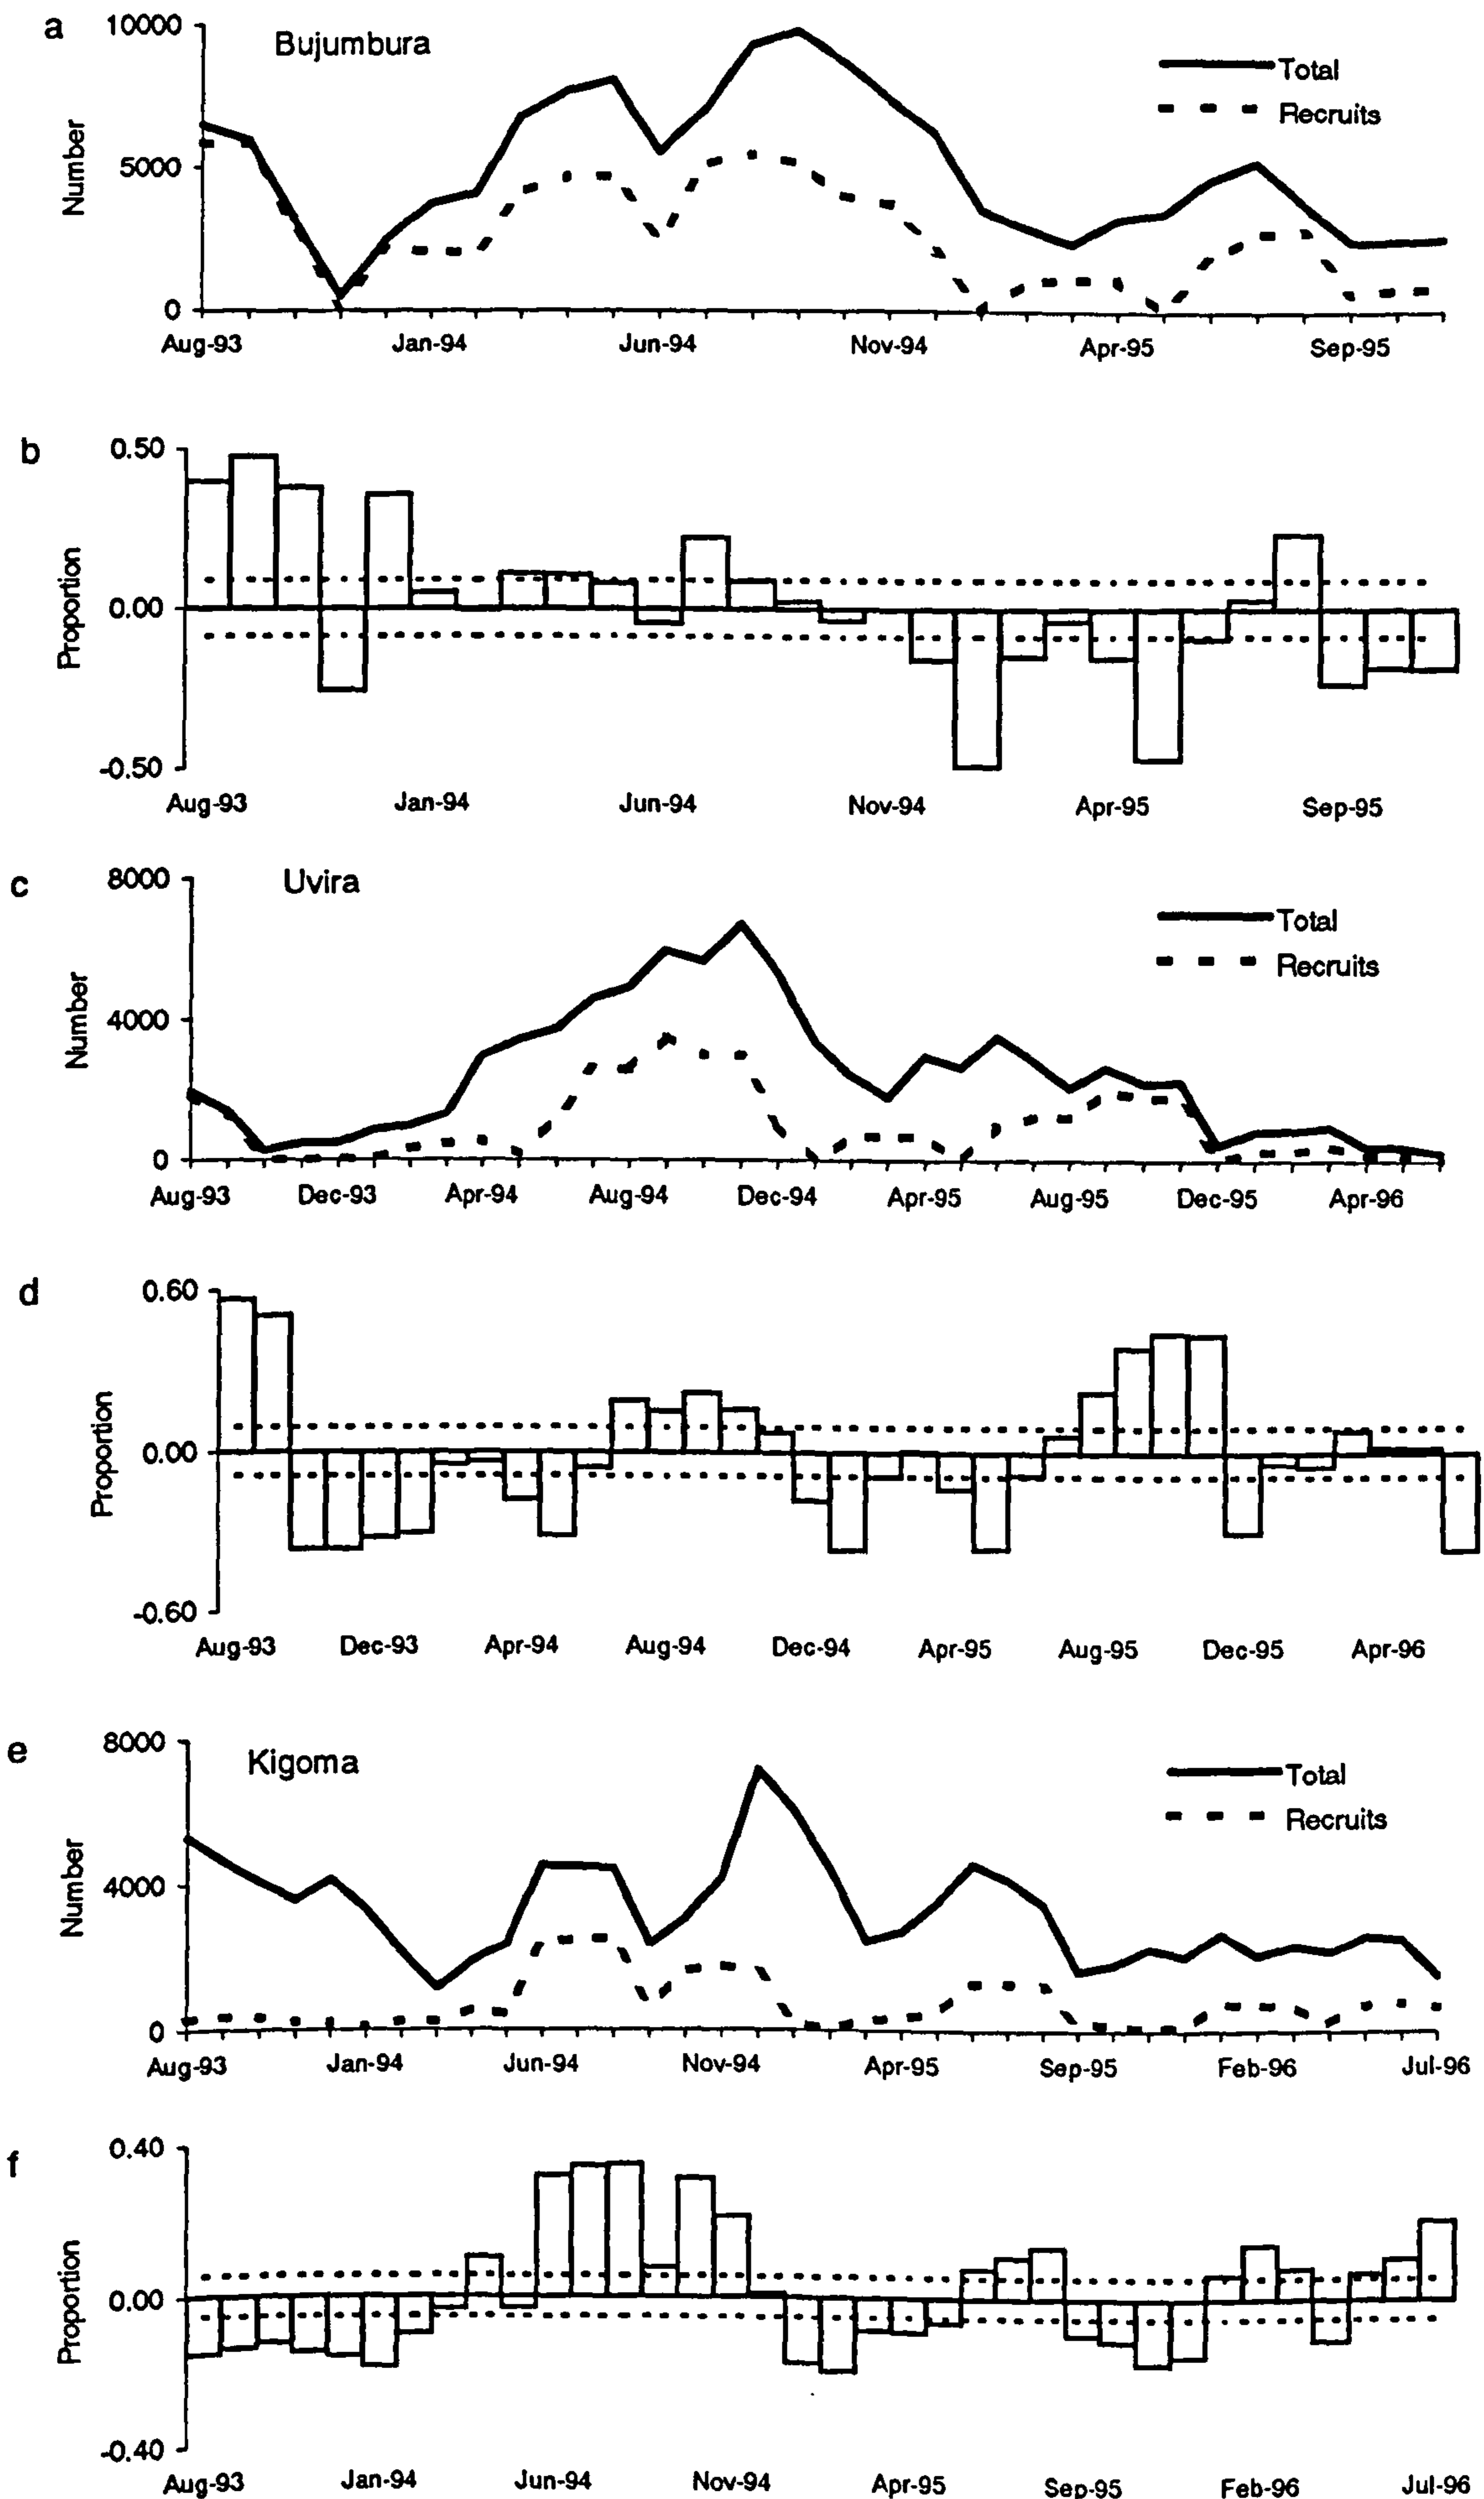 a
Bujumbura
Number
10000
5000
0
Total
Recruits
Aug-93 Jan-94 Jun-94 Nov-94 Apr-95 Sep-95
b
Proportion
0.50
0.00
-0.50
Aug-93 Jan-94 Jun-94 Nov-94 Apr-95 Sep-95
c
Uvira
Number
8000
4000
0
Total
Recruits
Aug-93 Dec-93 Apr-94 Aug-94 Dec-94 Apr-95 Aug-95 Dec-95 Apr-96
d
Proportion
0.60
0.00
-0.60
Aug-93 Dec-93 Apr-94 Aug-94 Dec-94 Apr-95 Aug-95 Dec-95 Apr-96
e
Kigoma
Number
8000
4000
0
Total
Recruits
Aug-93 Jan-94 Jun-94 Nov-94 Apr-95 Sep-95 Feb-96 Jul-96
f
Proportion
0.40
0.00
-0.40
Aug-93 Jan-94 Jun-94 Nov-94 Apr-95 Sep-95 Feb-96 Jul-96